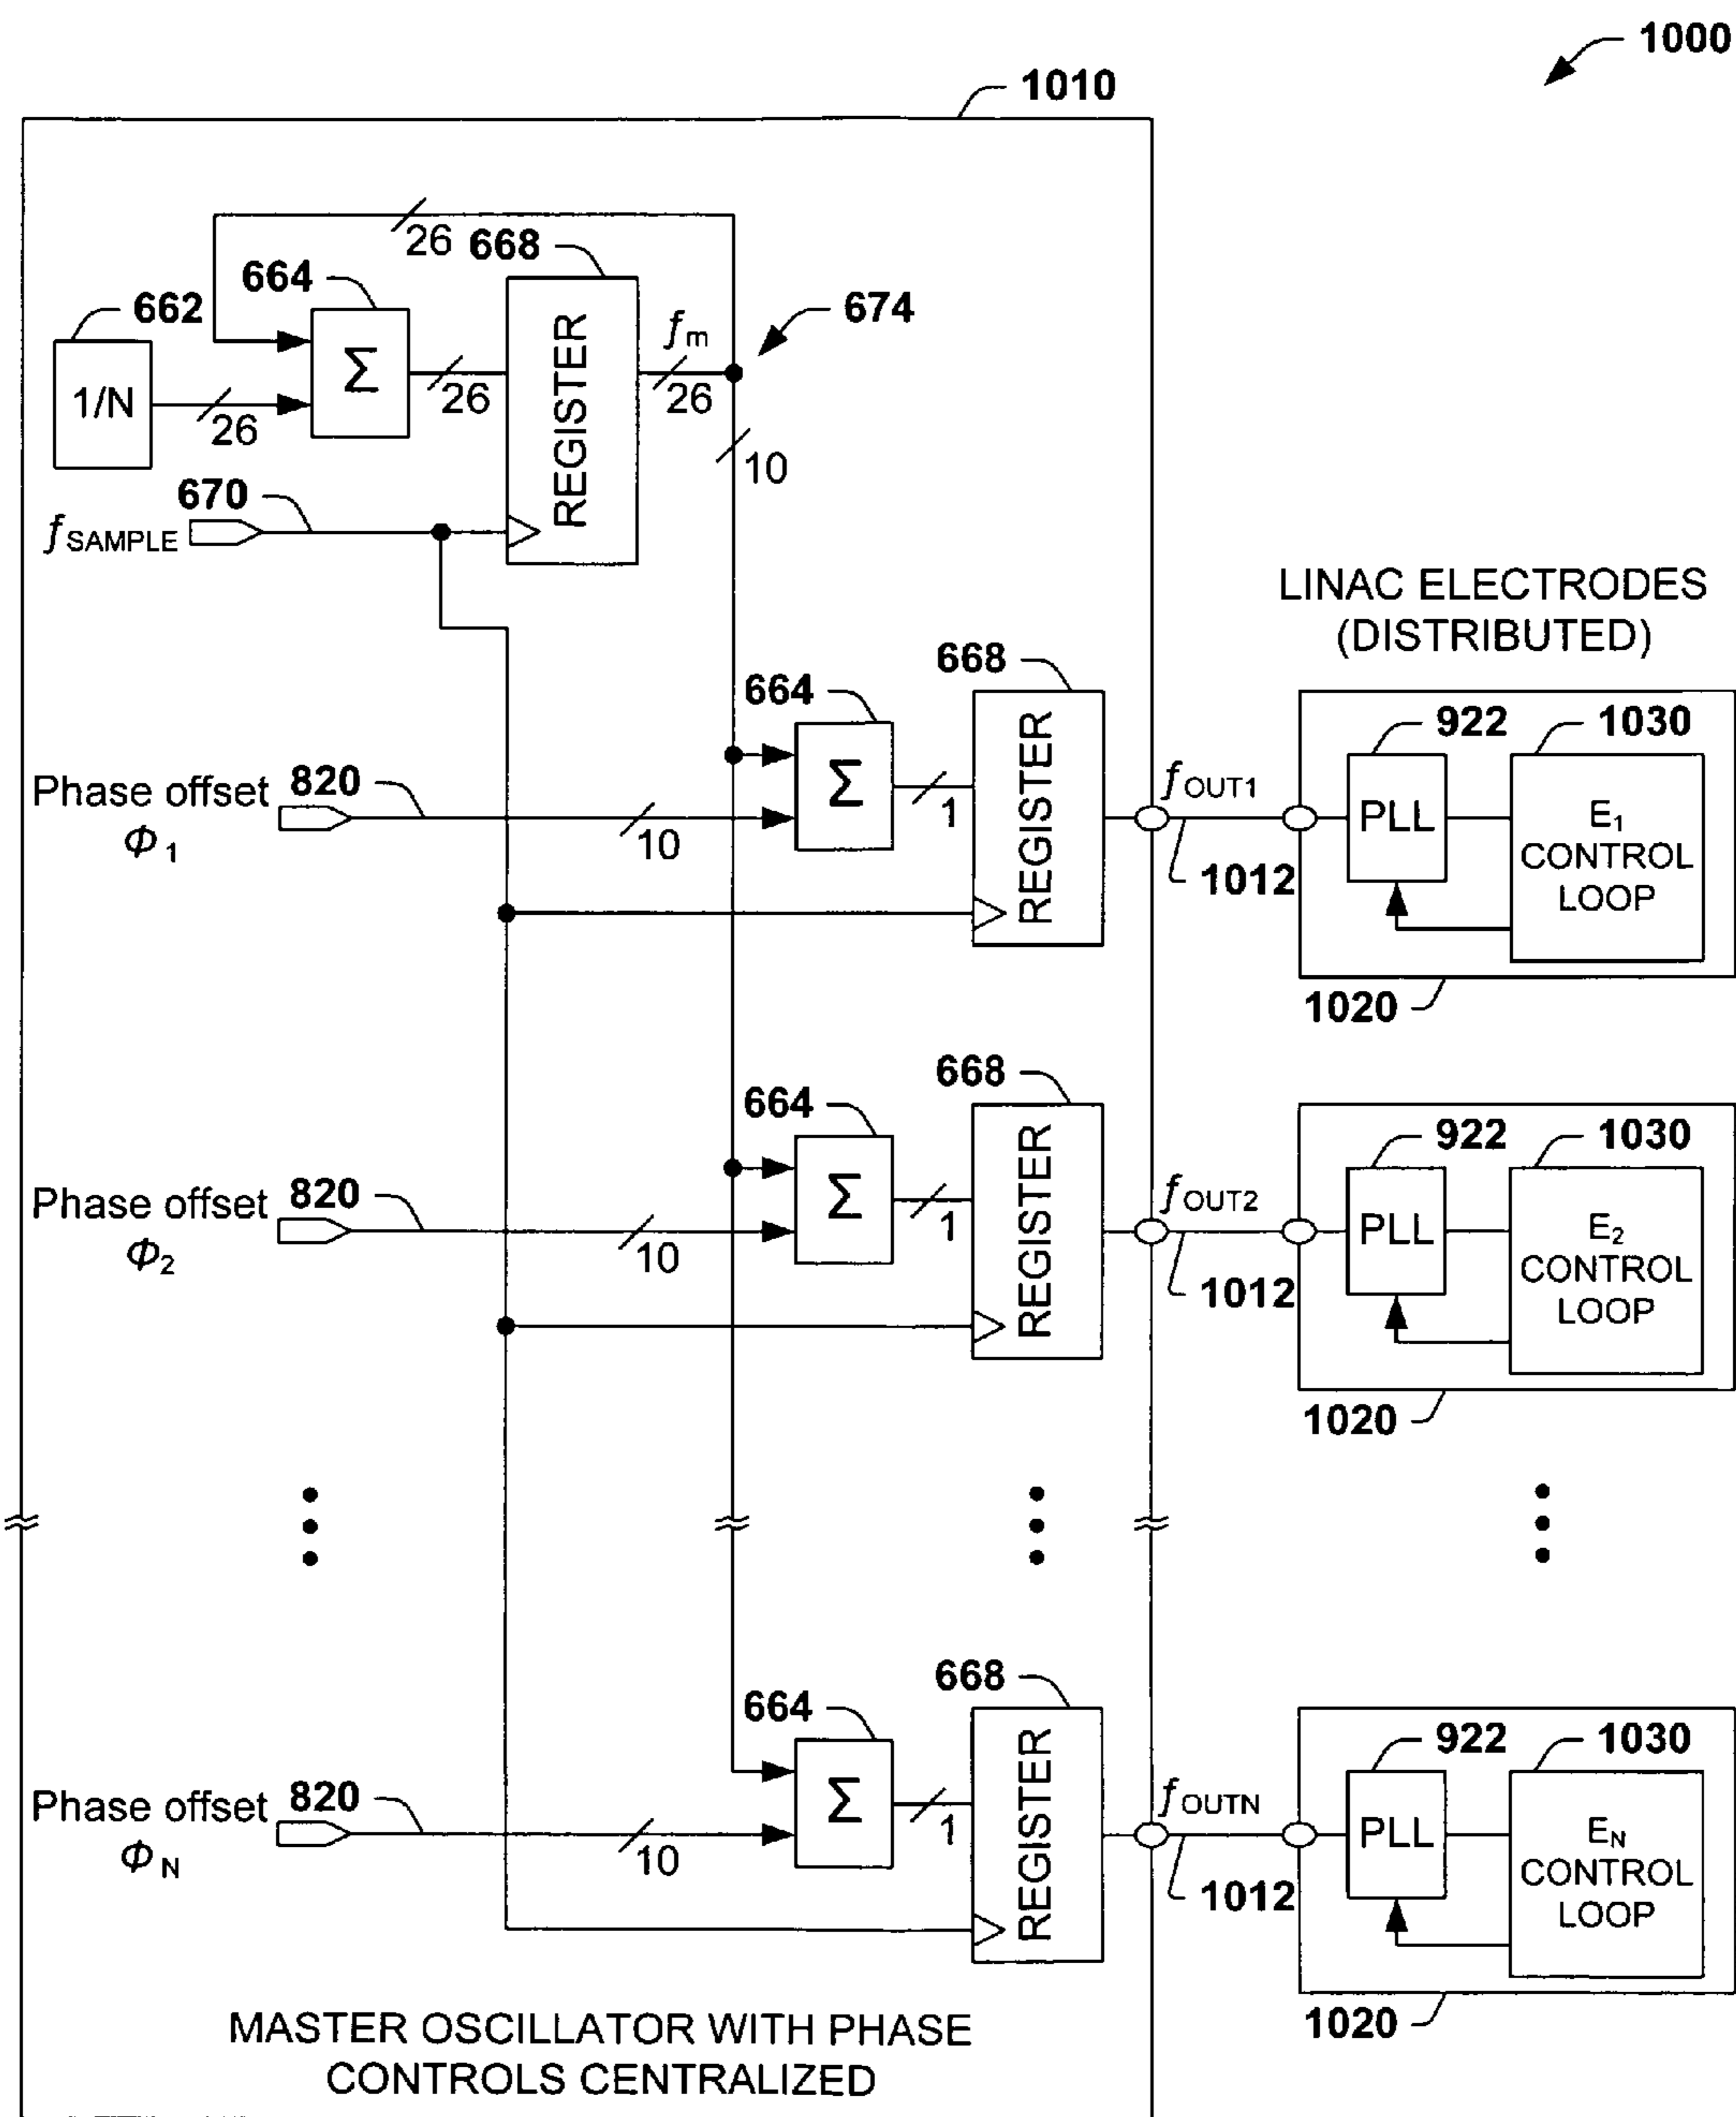 1000
1010
26
668
664
662
674
fm
Σ
REGISTER
1/N
26
26
26
10
670
fSAMPLE
LINAC ELECTRODES
(DISTRIBUTED)
668
664
922
1030
Phase offset
Φ1
820
10
Σ
1
REGISTER
fOUT1
1012
PLL
E1
CONTROL
LOOP
1020
668
664
922
1030
Phase offset
Φ2
820
10
Σ
1
REGISTER
fOUT2
1012
PLL
E2
CONTROL
LOOP
1020
668
664
922
1030
Phase offset
ΦN
820
10
Σ
1
REGISTER
fOUTN
1012
PLL
EN
CONTROL
LOOP
1020
MASTER OSCILLATOR WITH PHASE
CONTROLS CENTRALIZED